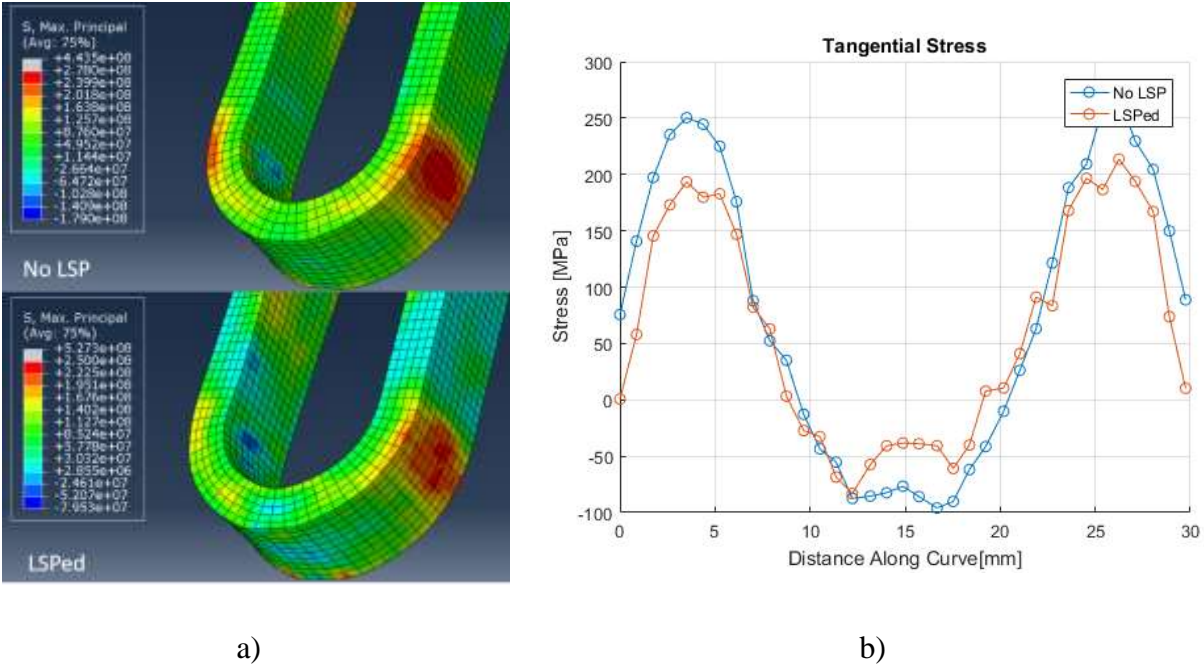 S, Max. Principal
(Avg: 75%)
+4.435e+08
+2.780e+08
+2.399e+08
+2.018e+08
+1.638e+08
+1.257e+08
+8.760e+07
+4.952e+07
+1.144e+07
-2.664e+07
-6.472e+07
-1.028e+08
-1.409e+08
-1.790e+08
No LSP
S, Max. Principal
(Avg: 75%)
+5.273e+08
+2.500e+08
+2.225e+08
+1.951e+08
+1.676e+08
+1.402e+08
+1.127e+08
+8.524e+07
+5.778e+07
+3.032e+07
+2.855e+06
-2.461e+07
-5.207e+07
-7.953e+07
LSPed
a)
Tangential Stress
No LSP
LSPed
300
250
200
150
100
50
0
-50
-100
Stress [MPa]
0 5 10 15 20 25 30
Distance Along Curve[mm]
b)